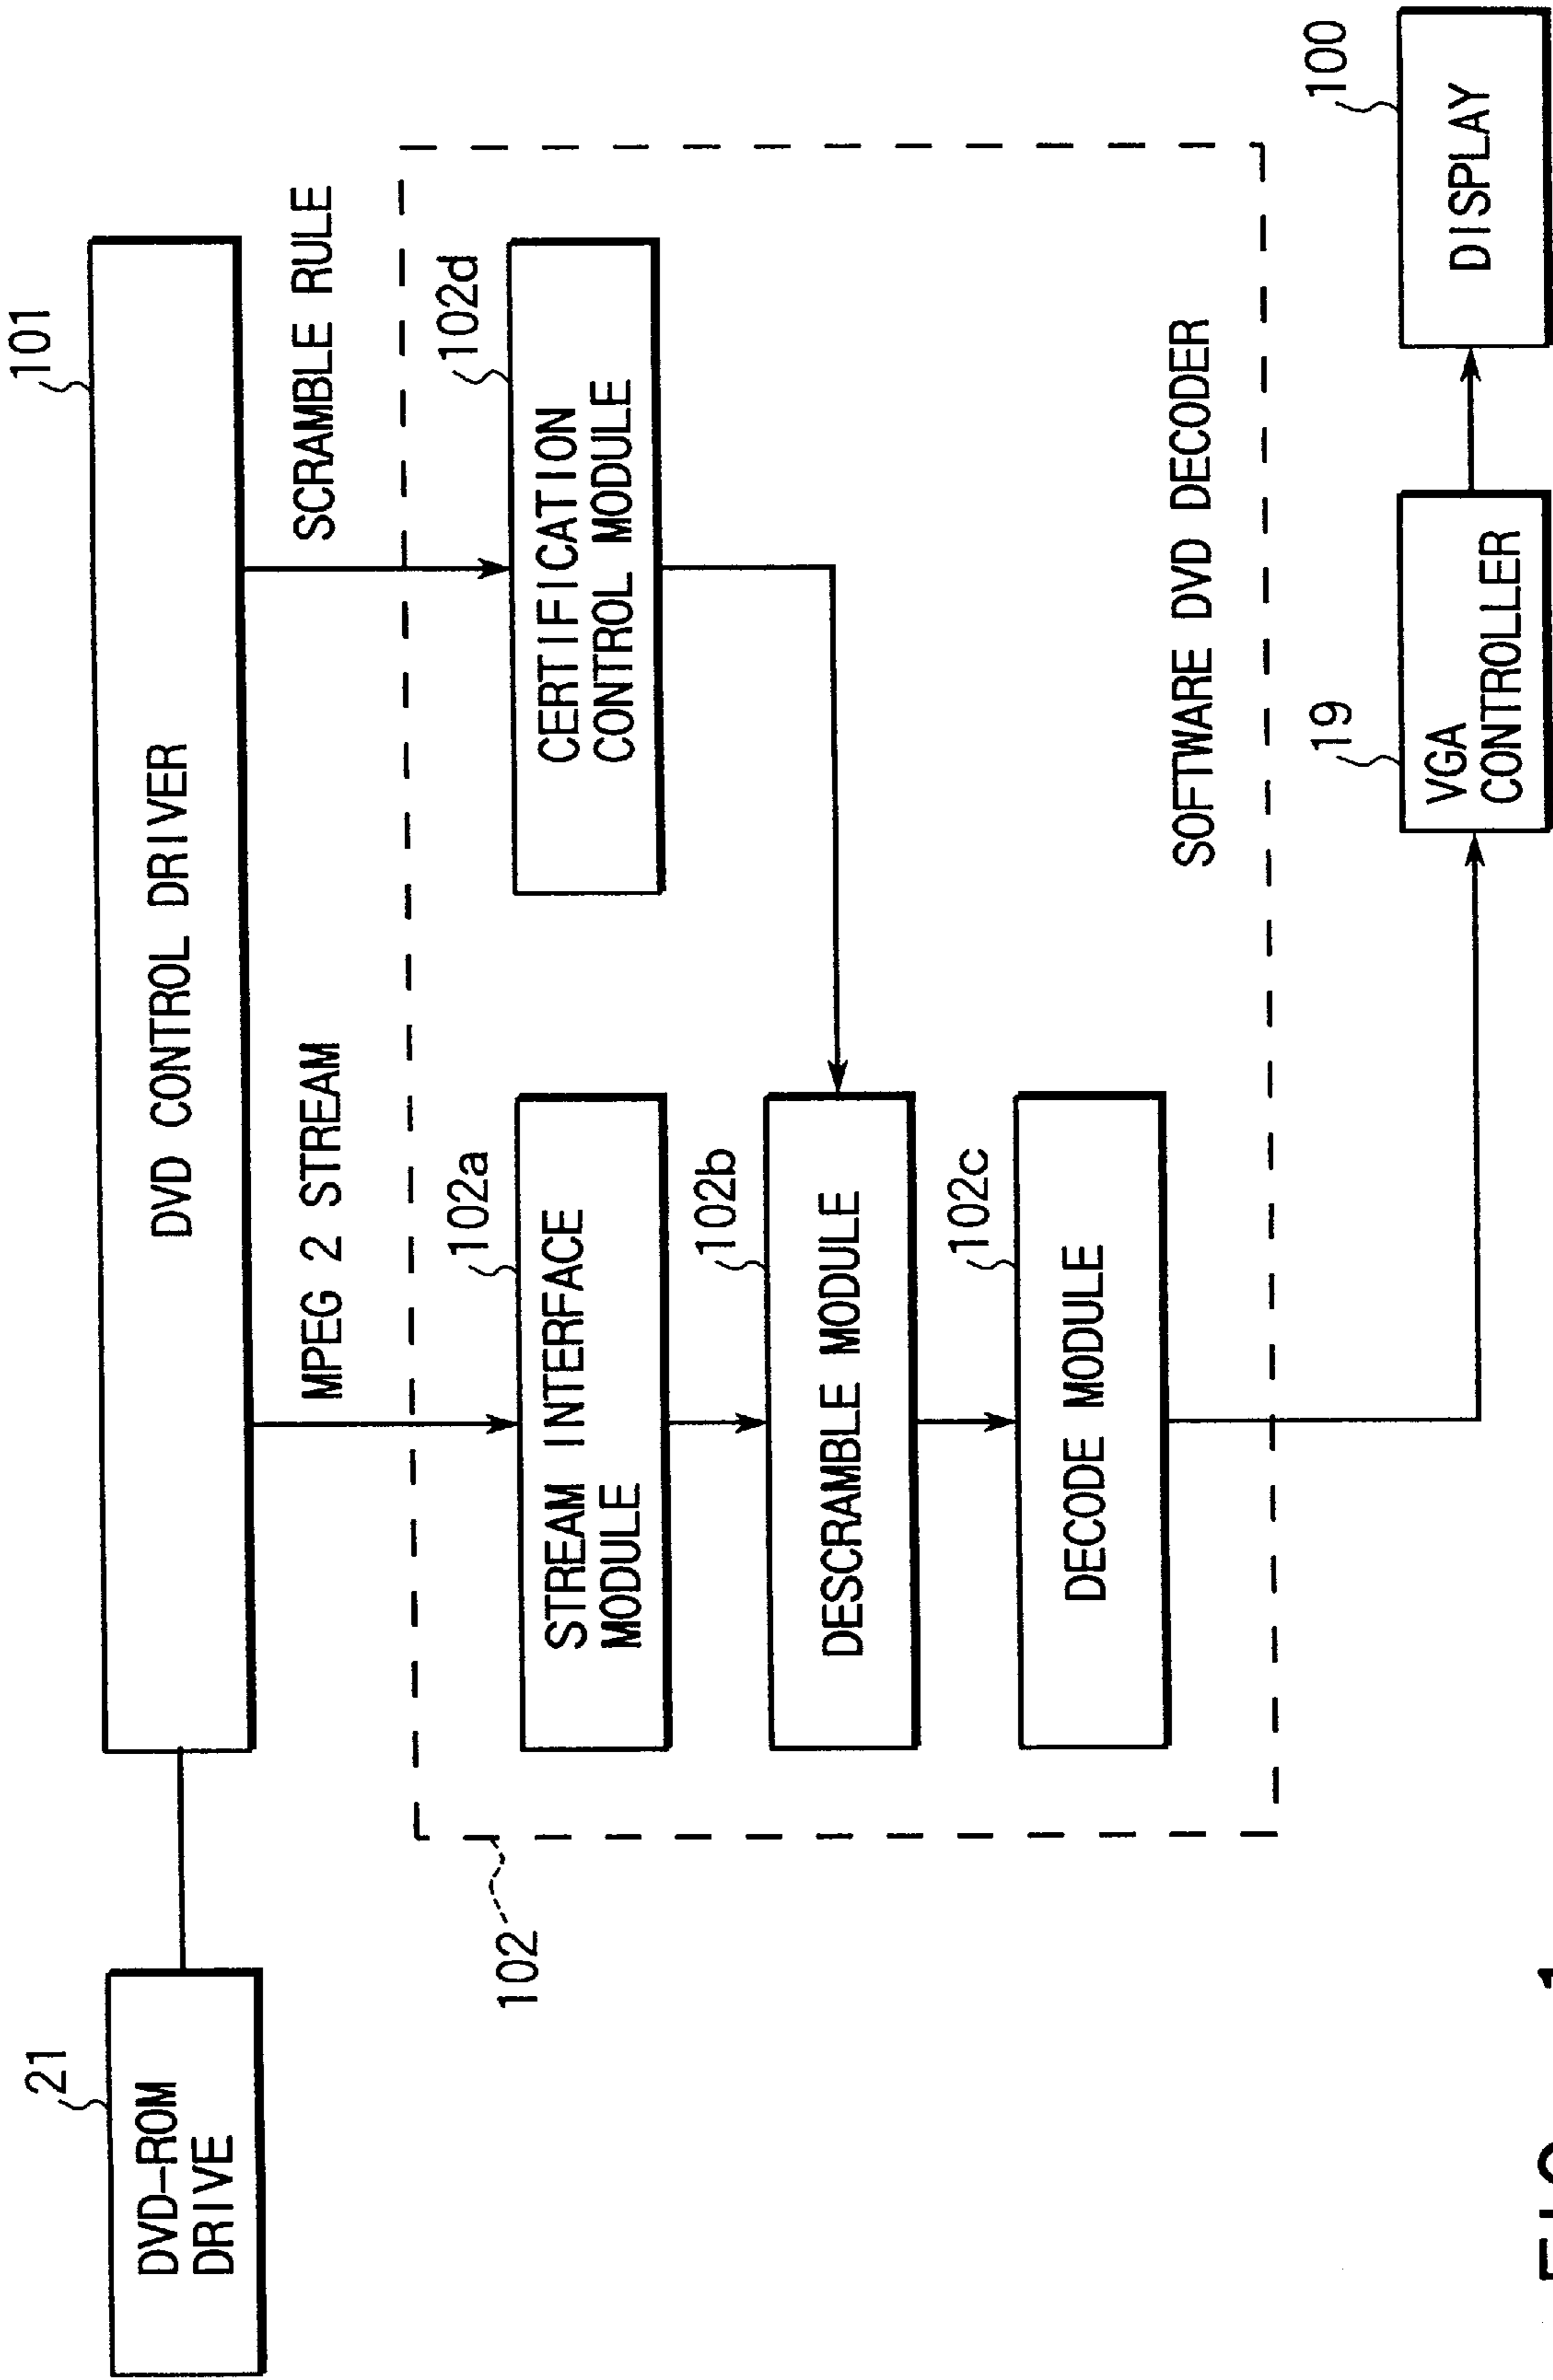 21
DVD-ROM
DRIVE
101
DVD CONTROL DRIVER
MPEG 2 STREAM
SCRAMBLE RULE
102
102a
STREAM INTERFACE
MODULE
102d
CERTIFICATION
CONTROL MODULE
102b
DESCRAMBLE MODULE
102c
DECODE MODULE
SOFTWARE DVD DECODER
19
VGA
CONTROLLER
100
DISPLAY